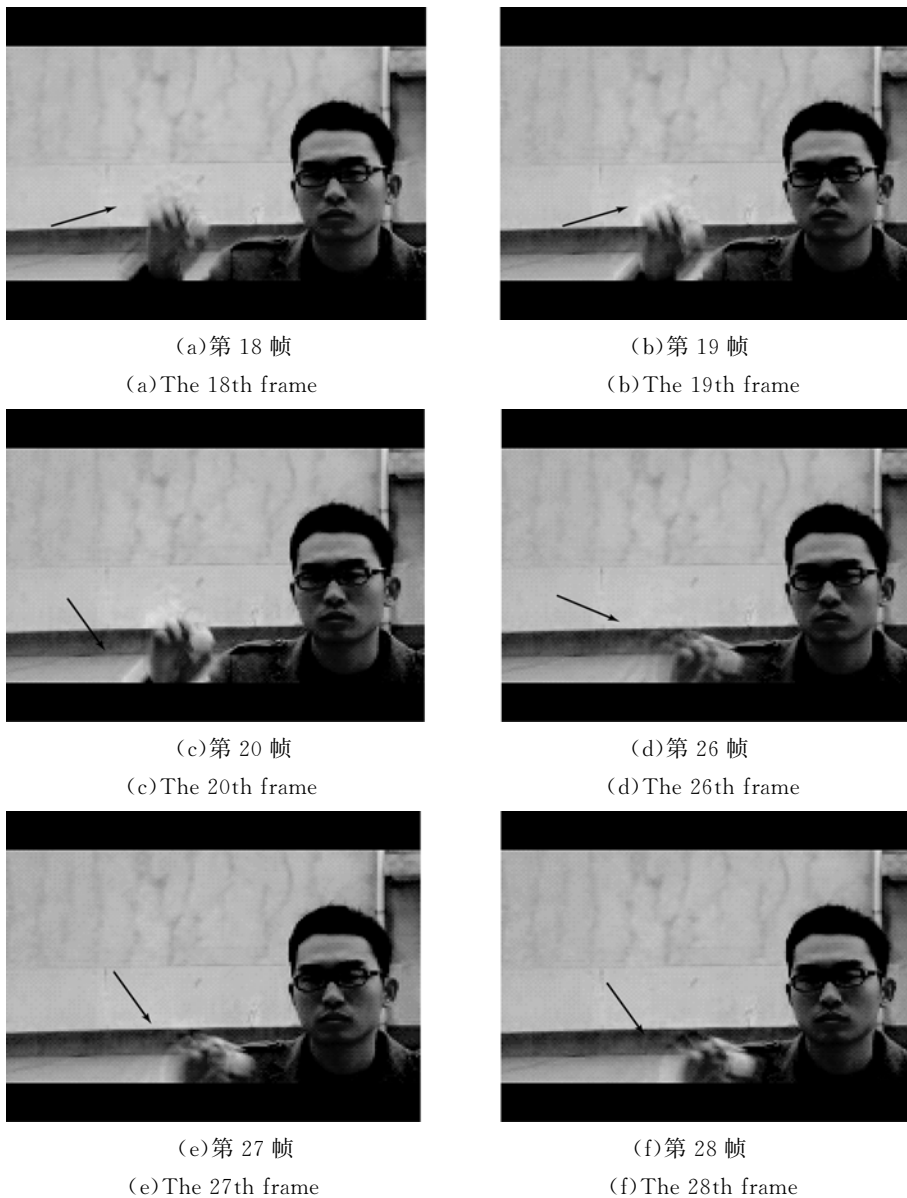 (a)第 18 帧
(a)The 18th frame
(b)第 19 帧
(b)The 19th frame
(c)第 20 帧
(c)The 20th frame
(d)第 26 帧
(d)The 26th frame
(e)第 27 帧
(e)The 27th frame
(f)第 28 帧
(f)The 28th frame